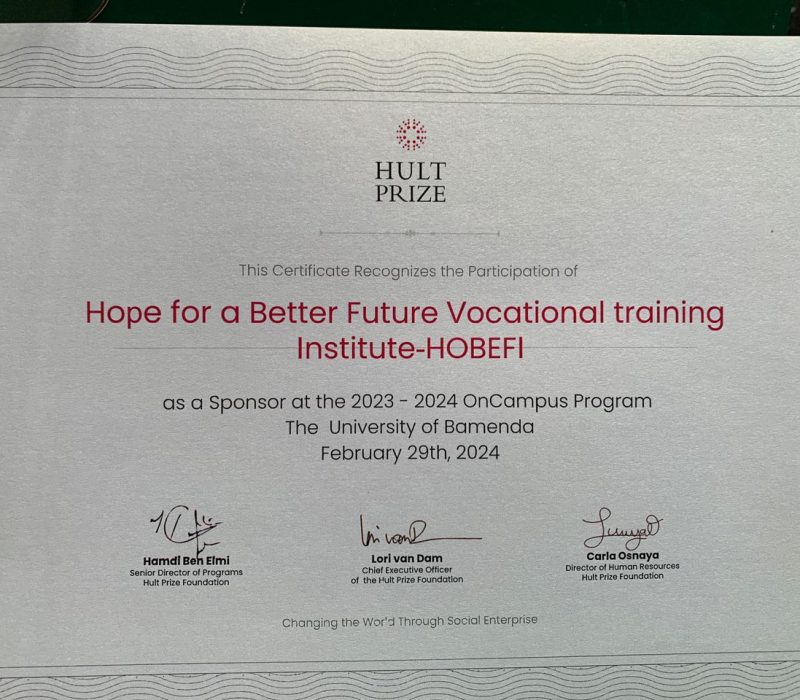 HULT
PRIZE
This Certificate Recognizes the Participation of
Hope for a Better Future Vocational training
Institute-HOBEFI
as a Sponsor at the 2023 - 2024 OnCampus Program
The University of Bamenda
February 29th, 2024
Hamdi Ben Elmi
Senior Director of Programs
Hult Prize Foundation
Lori van Dam
Chief Executive Officer
of the Hult Prize Foundation
Carla Osnaya
Director of Human Resources
Hult Prize Foundation
Changing the Wor'd Through Social Enterprise